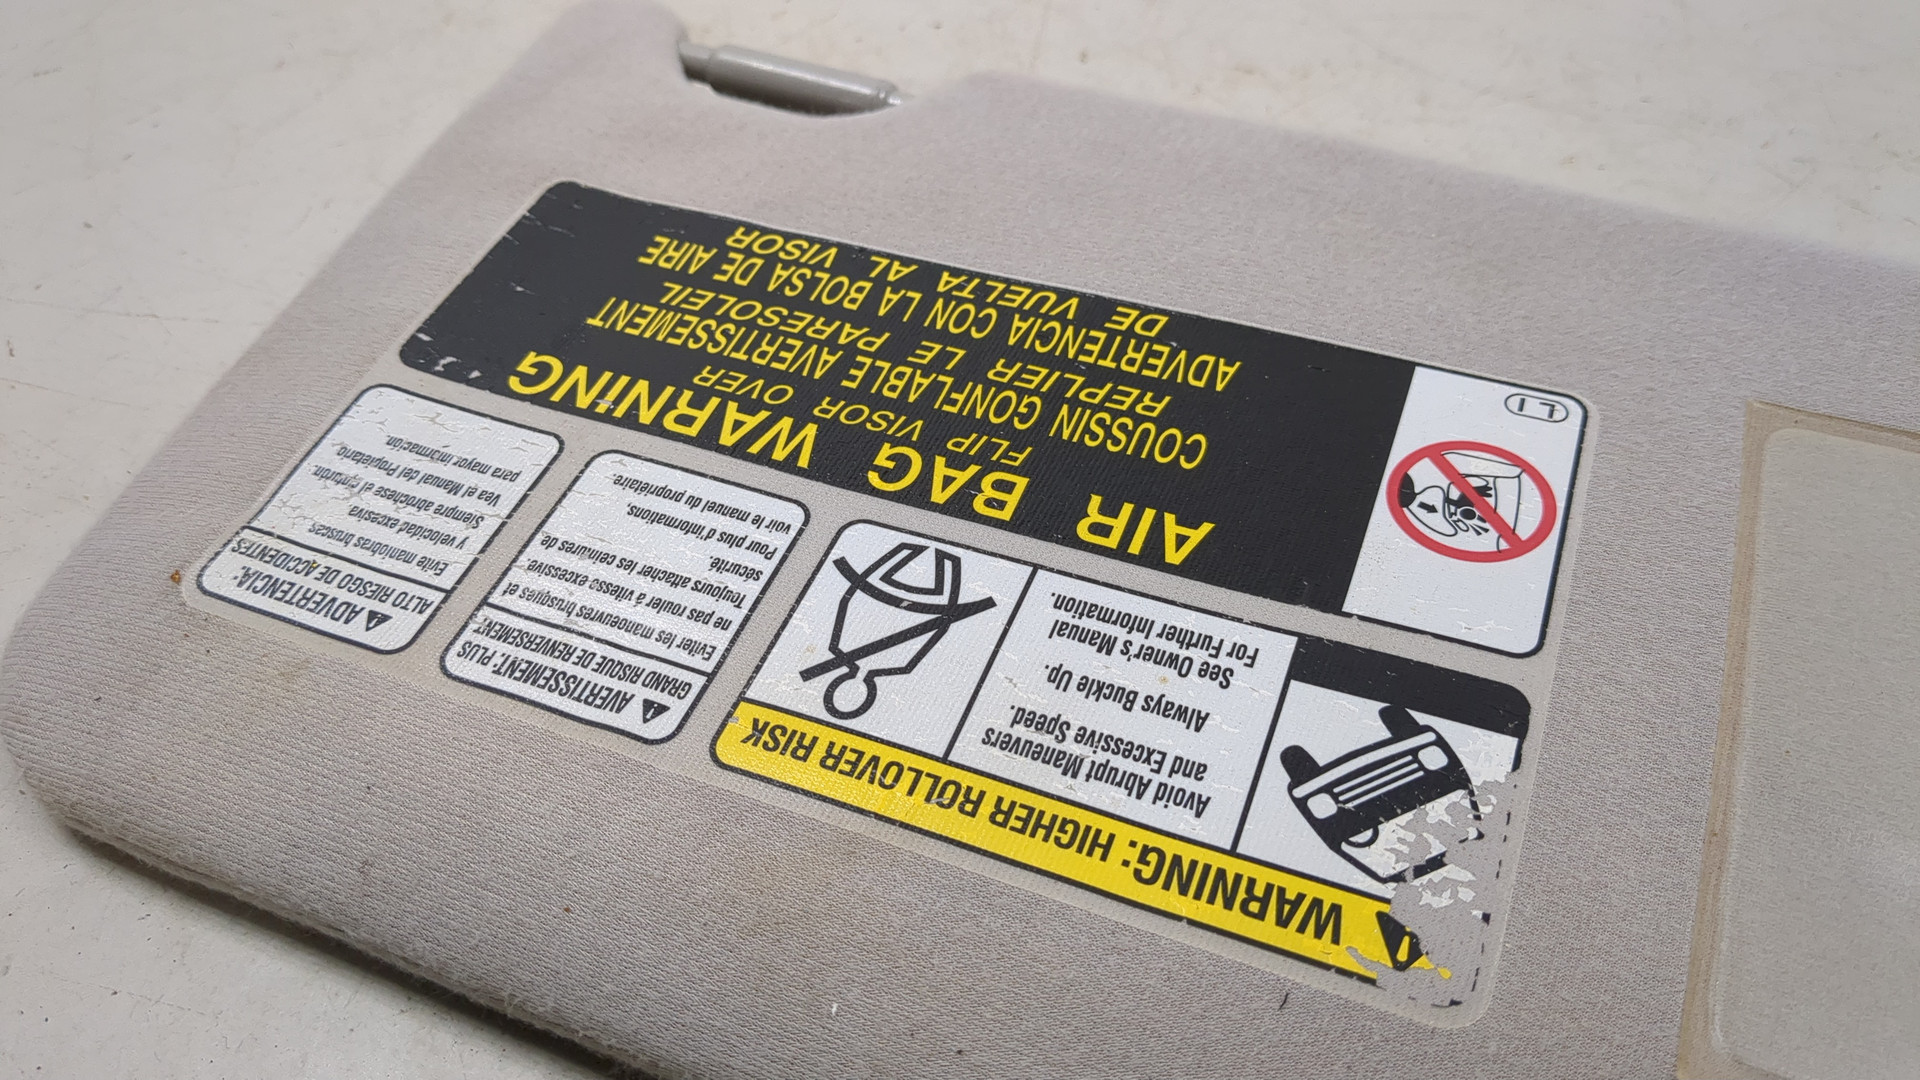 WARNING: HIGHER ROLLOVER RISK
Avoid Abrupt Maneuvers
and Excessive Speed.
Always Buckle Up.
See Owner's Manual
For Further Information.
AVERTISSEMENT: PLUS
GRAND RISQUE DE RENVERSEMENT
Eviter les manoeuvres brusques et
ne pas rouler à vitesse excessive.
Toujours attacher les ceinures de
sécurité.
Pour plus d'informations,
voir le manuel du propriétaire.
ADVERTENCIA:
ALTO RIESGO DE ACCIDENTES
Evite maniobras bruscas
y velocidad excesiva.
Siempre abróchese el cinturón.
Vea el Manual del Propietario
para mayor información.
AIR BAG WARNING
FLIP VISOR OVER
COUSSIN GONFLABLE AVERTISSEMENT
REPLIER LE PARESOLEIL
ADVERTENCIA CON LA BOLSA DE AIRE
DE VUELTA AL VISOR